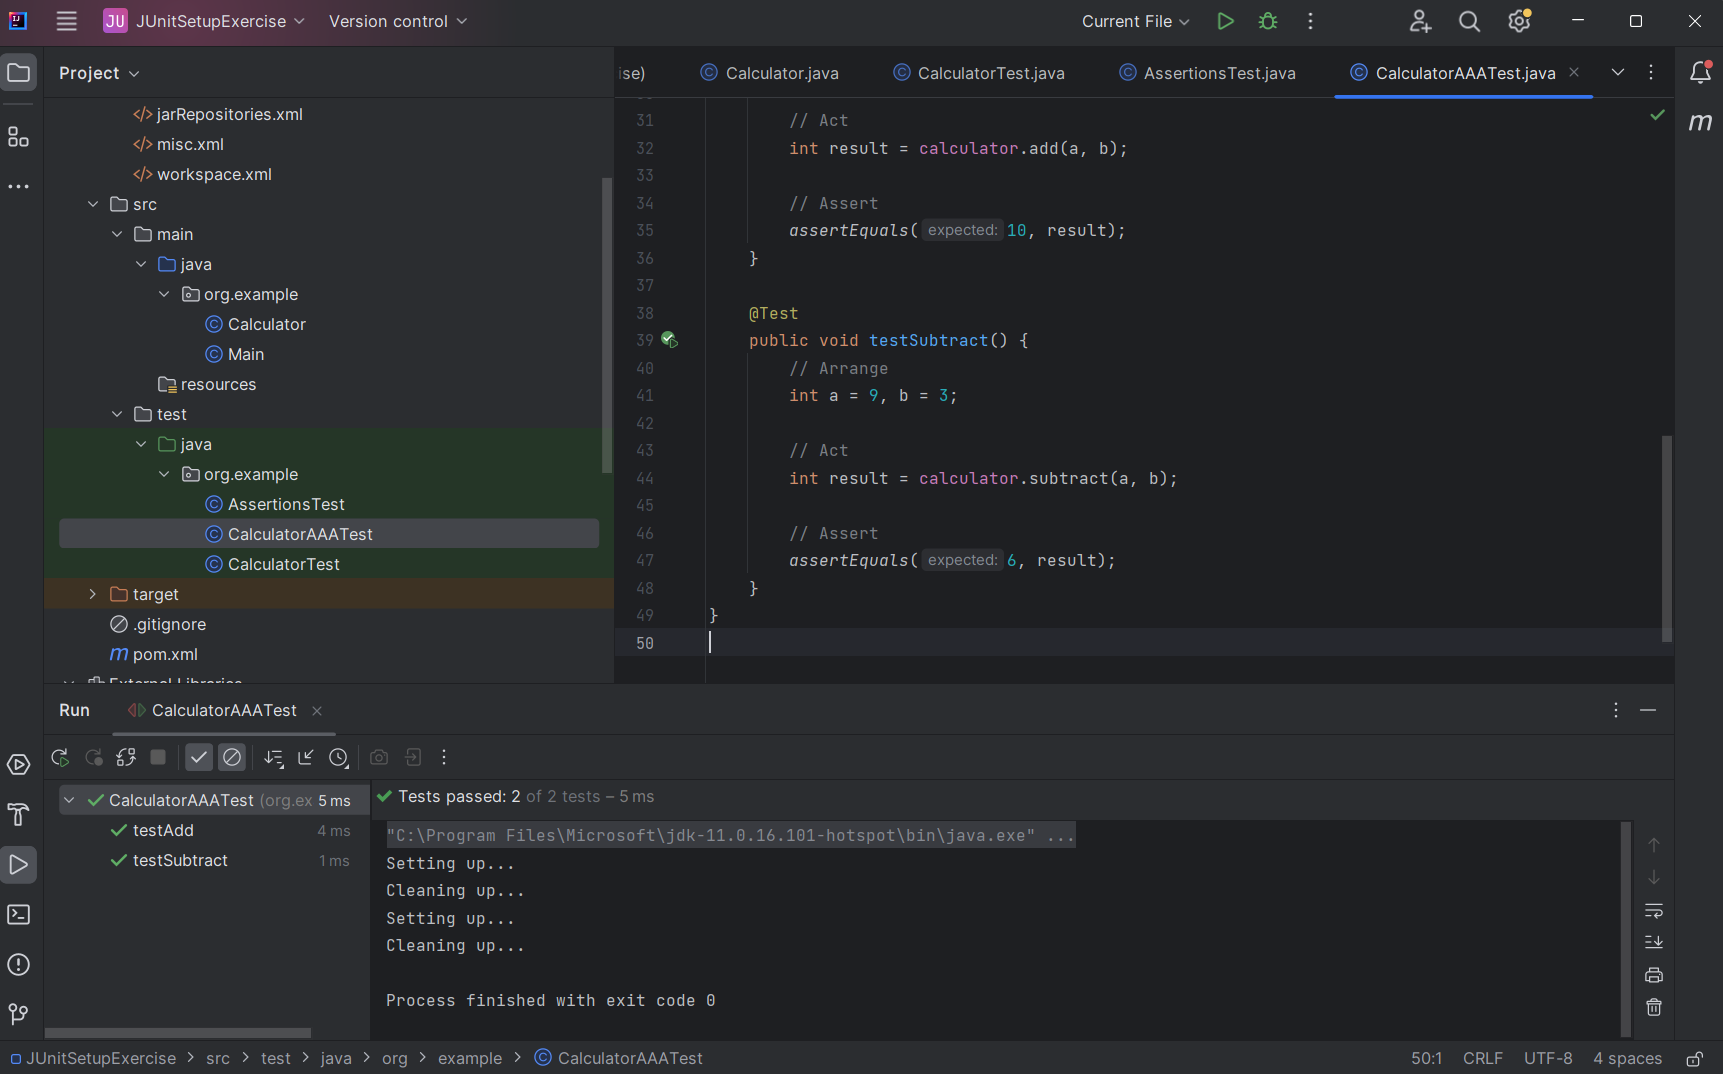 JU JUnitSetupExercise Version control Current File
Project
jarRepositories.xml
misc.xml
workspace.xml
src
main
java
org.example
Calculator
Main
resources
test
java
org.example
AssertionsTest
CalculatorAAATest
CalculatorTest
target
.gitignore
m pom.xml
External Libraries
ise) Calculator.java CalculatorTest.java AssertionsTest.java CalculatorAAATest.java
m
31 // Act
32 int result = calculator.add(a, b);
33
34 // Assert
35 assertEquals( expected: 10, result);
36 }
37
38 @Test
39 public void testSubtract() {
40 // Arrange
41 int a = 9, b = 3;
42
43 // Act
44 int result = calculator.subtract(a, b);
45
46 // Assert
47 assertEquals( expected: 6, result);
48 }
49 }
50
Run CalculatorAAATest
CalculatorAAATest (org.ex 5 ms
testAdd 4 ms
testSubtract 1 ms
Tests passed: 2 of 2 tests – 5 ms
"C:\Program Files\Microsoft\jdk-11.0.16.101-hotspot\bin\java.exe" ...
Setting up...
Cleaning up...
Setting up...
Cleaning up...
Process finished with exit code 0
JUnitSetupExercise > src > test > java > org > example > CalculatorAAATest 50:1 CRLF UTF-8 4 spaces